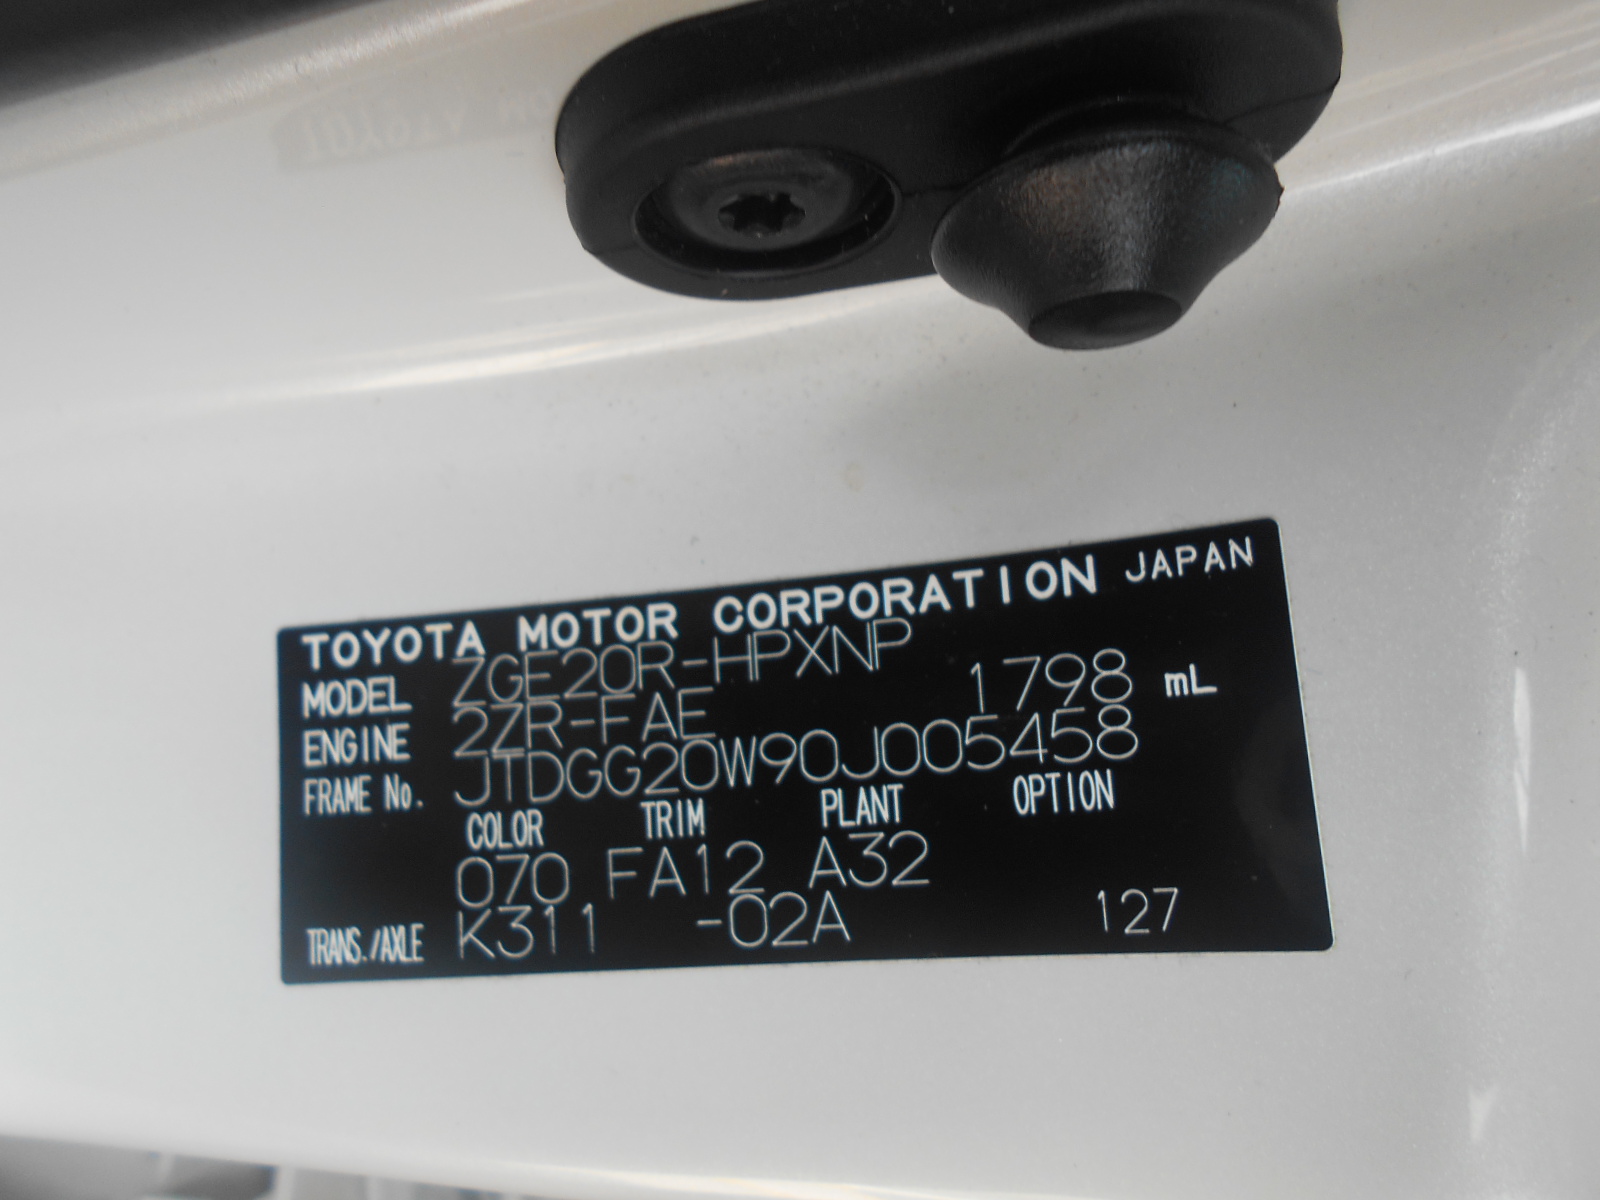 TOYOTA MOTOR CORPORATION JAPAN
MODEL ZGE20R-HPXNP
ENGINE 2ZR-FAE 1798 mL
FRAME No. JTDGG20W90J005458
COLOR TRIM PLANT OPTION
070 FA12 A32
TRANS./AXLE K311 -02A 127